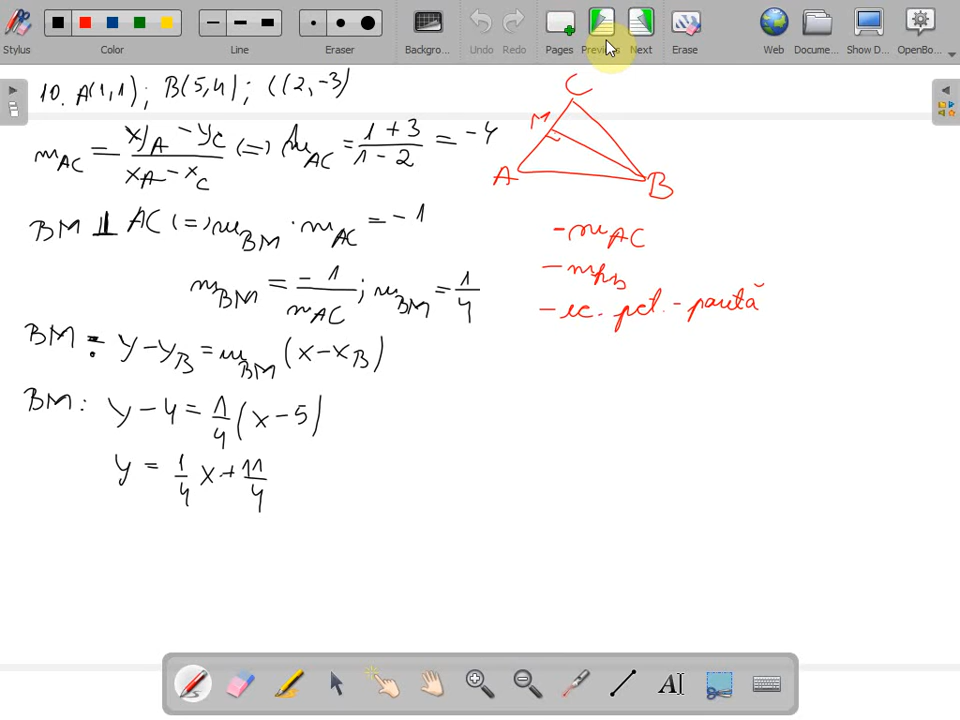 Stylus Color Line Eraser Backgro... Undo Redo Pages Previous Next Erase Web Docume... Show D... OpenBo...
10. A(1,1); B(5,4); C(2,-3)
m_AC = (y_A - y_C)/(x_A - x_C) (=) m_AC = (1+3)/(1-2) = -4
BM ⊥ AC (=) m_BM · m_AC = -1
m_BM = -1/m_AC ; m_BM = 1/4
BM: y - y_B = m_BM (x - x_B)
BM: y - 4 = 1/4 (x - 5)
y = 1/4 x + 11/4
C
M
A
B
- m_AC
- ec. pct. - pantă
A